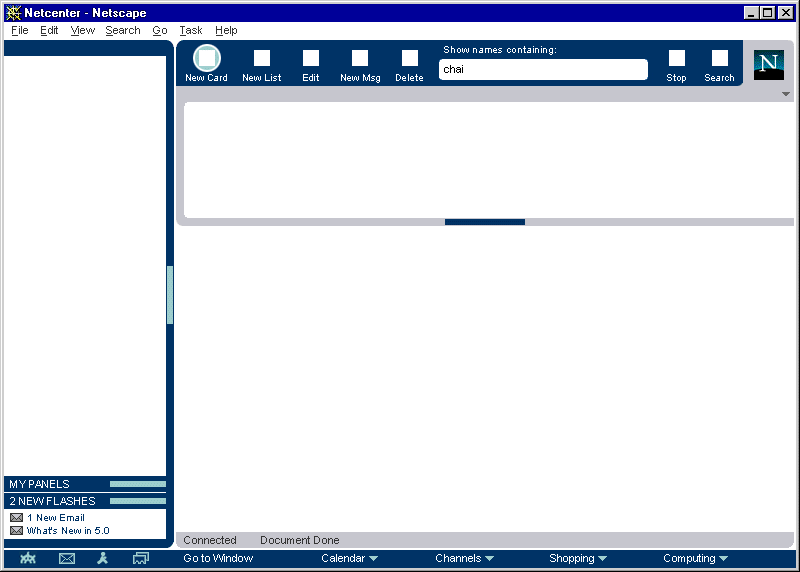 Netcenter - Netscape
File Edit View Search Go Task Help
Show names containing:
chai
New Card New List Edit New Msg Delete Stop Search
N
MY PANELS
2 NEW FLASHES
1 New Email
What's New in 5.0
Connected Document Done
Go to Window Calendar Channels Shopping Computing